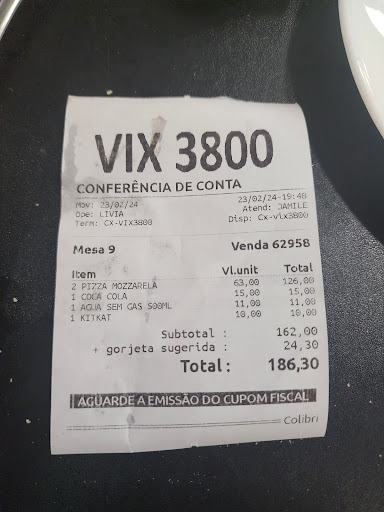 VIX 3800
CONFERÊNCIA DE CONTA
Mov: 23/02/24 23/02/24-19:48
Ope: LIVIA Atend: JAMILE
Term: CX-VIX3800 Disp: Cx-vix3800
Mesa 9 Venda 62958
Item Vl.unit Total
2 PIZZA MOZZARELA 63,00 126,00
1 COCA COLA 15,00 15,00
1 AGUA SEM GAS 500ML 11,00 11,00
1 KITKAT 10,00 10,00
Subtotal : 162,00
+ gorjeta sugerida : 24,30
Total : 186,30
AGUARDE A EMISSÃO DO CUPOM FISCAL
Colibri